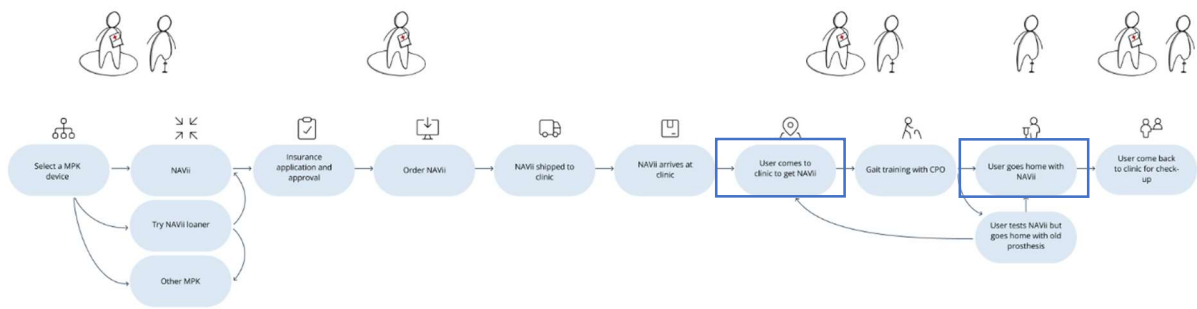 Select a MPK
device
NAVii
Insurance
application and
approval
Order NAVii
NAVii shipped to
clinic
NAVii arrives at
clinic
User comes to
clinic to get NAVii
Gait training with CPO
User goes home with
NAVii
User come back
to clinic for check-
up
Try NAVii loaner
User tests NAVii but
goes home with old
prosthesis
Other MPK